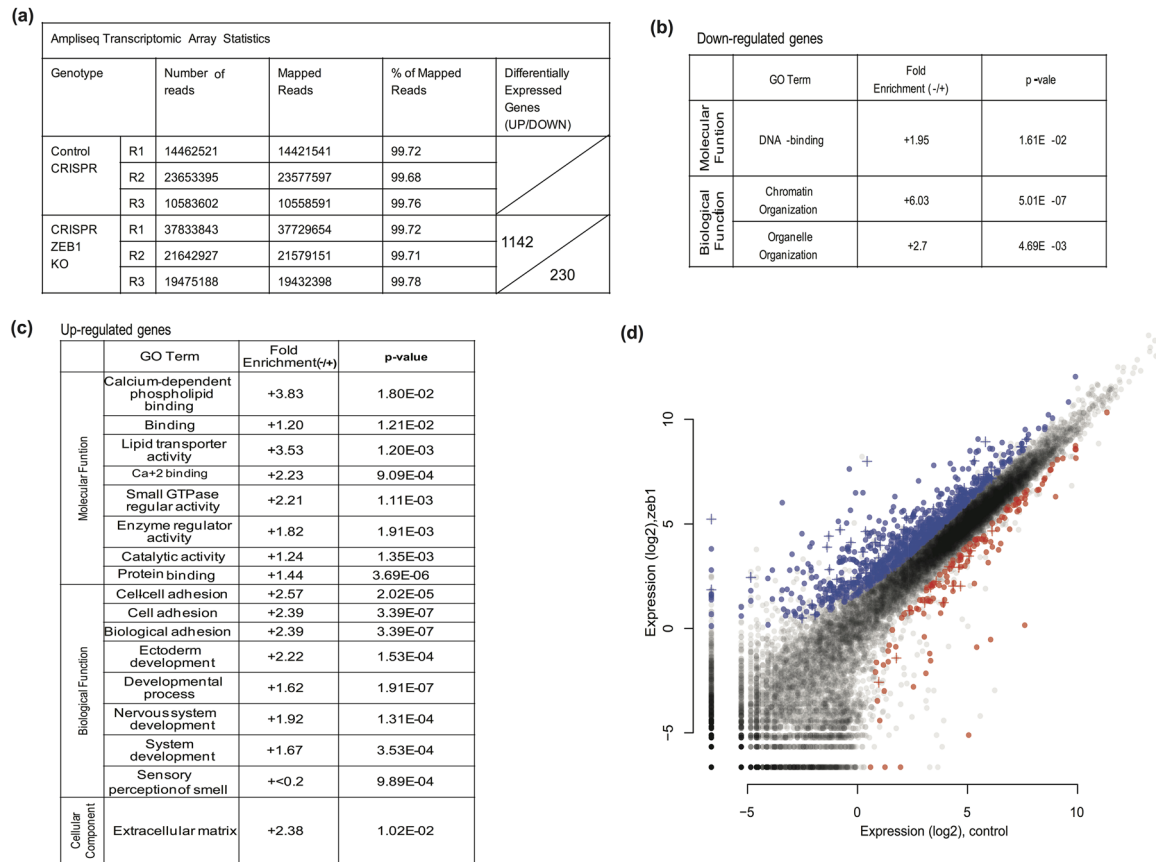 (a)
Ampliseq Transcriptomic Array Statistics
Genotype
Number of
reads
Mapped
Reads
% of Mapped
Reads
Differentially
Expressed
Genes
(UP/DOWN)
Control
CRISPR
R1 14462521 14421541 99.72
R2 23653395 23577597 99.68
R3 10583602 10558591 99.76
CRISPR
ZEB1
KO
R1 37833843 37729654 99.72
R2 21642927 21579151 99.71
R3 19475188 19432398 99.78
1142
230
(b)
Down-regulated genes
GO Term
Fold
Enrichment (-/+)
p-vale
Molecular
Funtion
DNA -binding +1.95 1.61E -02
Biological
Function
Chromatin
Organization
+6.03 5.01E -07
Organelle
Organization
+2.7 4.69E -03
(c)
Up-regulated genes
GO Term
Fold
Enrichment(-/+)
p-value
Molecular Funtion
Calcium-dependent
phospholipid
binding
+3.83 1.80E-02
Binding +1.20 1.21E-02
Lipid transporter
activity
+3.53 1.20E-03
Ca+2 binding +2.23 9.09E-04
Small GTPase
regular activity
+2.21 1.11E-03
Enzyme regulator
activity
+1.82 1.91E-03
Catalytic activity +1.24 1.35E-03
Protein binding +1.44 3.69E-06
Biological Function
Cell-cell adhesion +2.57 2.02E-05
Cell adhesion +2.39 3.39E-07
Biological adhesion +2.39 3.39E-07
Ectoderm
development
+2.22 1.53E-04
Developmental
process
+1.62 1.91E-07
Nervous system
development
+1.92 1.31E-04
System
development
+1.67 3.53E-04
Sensory
perception of smell
+<0.2 9.89E-04
Cellular
Component
Extracellular matrix +2.38 1.02E-02
(d)
Expression (log2),zeb1
10
5
0
−5
−5 0 5 10
Expression (log2), control